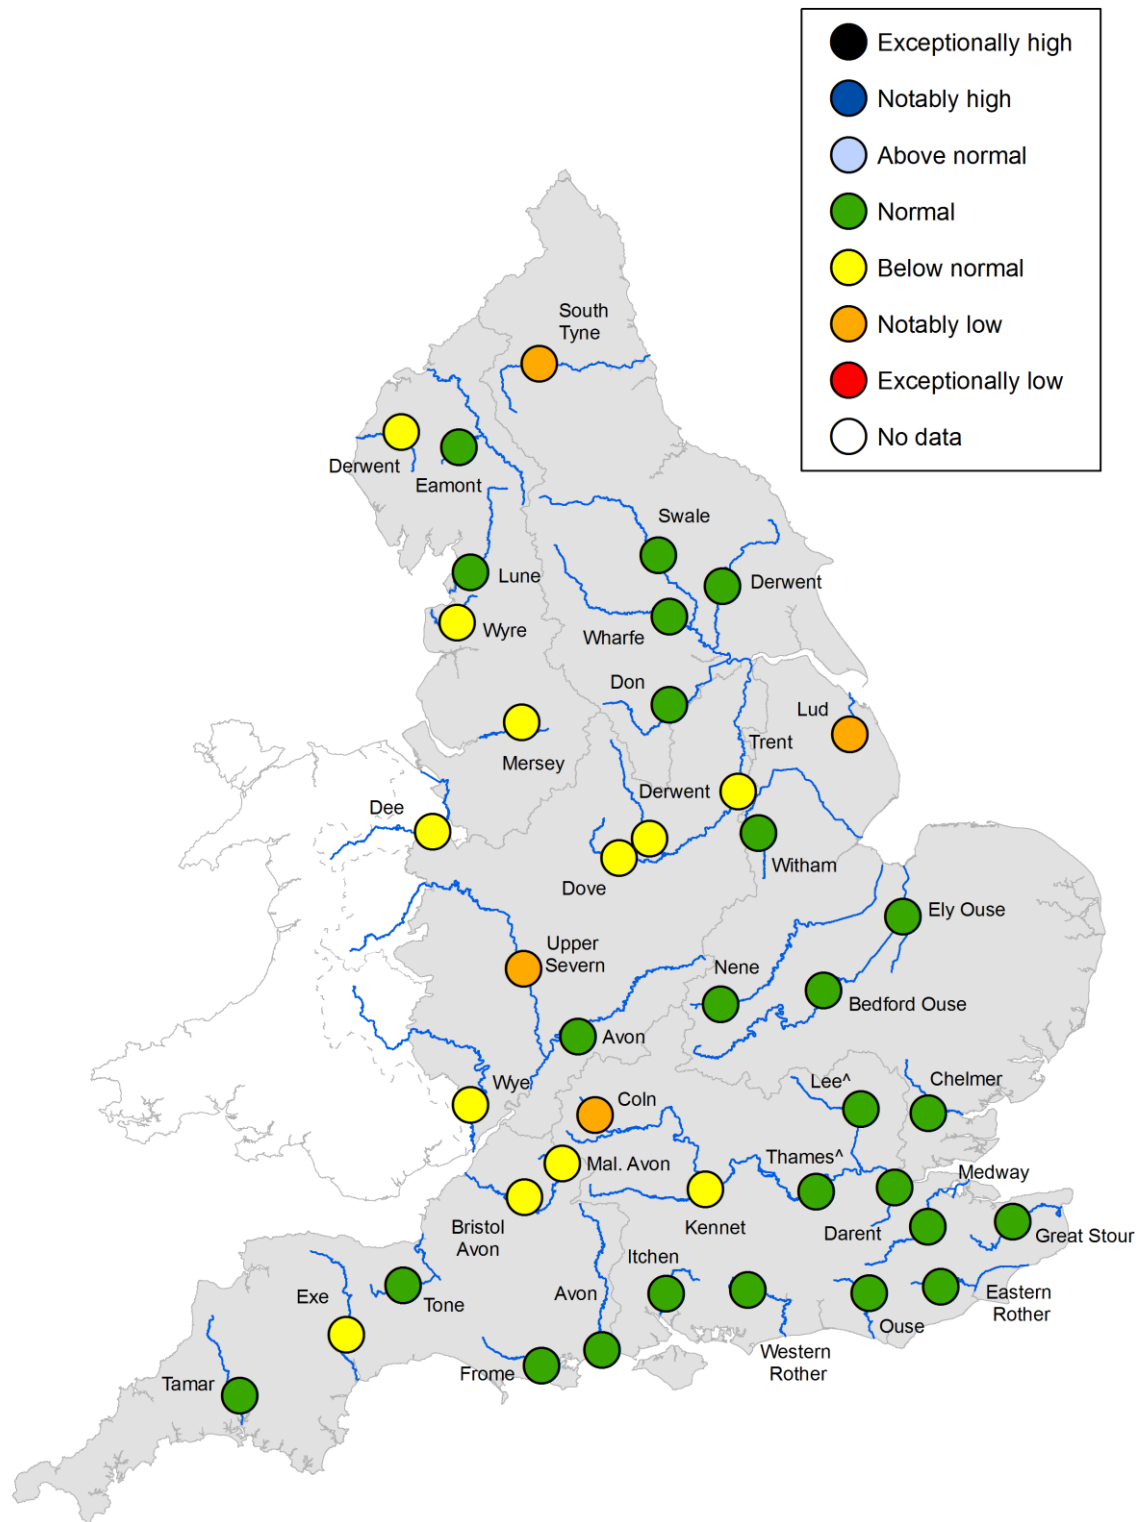 Exceptionally high
Notably high
Above normal
Normal
Below normal
Notably low
Exceptionally low
No data
South
Tyne
Derwent
Eamont
Swale
Lune
Derwent
Wyre
Wharfe
Don
Lud
Trent
Mersey
Derwent
Dee
Witham
Dove
Ely Ouse
Upper
Severn
Nene
Bedford Ouse
Avon
Wye
Lee^
Chelmer
Coln
Thames^
Mal. Avon
Medway
Kennet
Darent
Great Stour
Bristol
Avon
Itchen
Exe
Tone
Avon
Eastern
Rother
Ouse
Western
Rother
Frome
Tamar